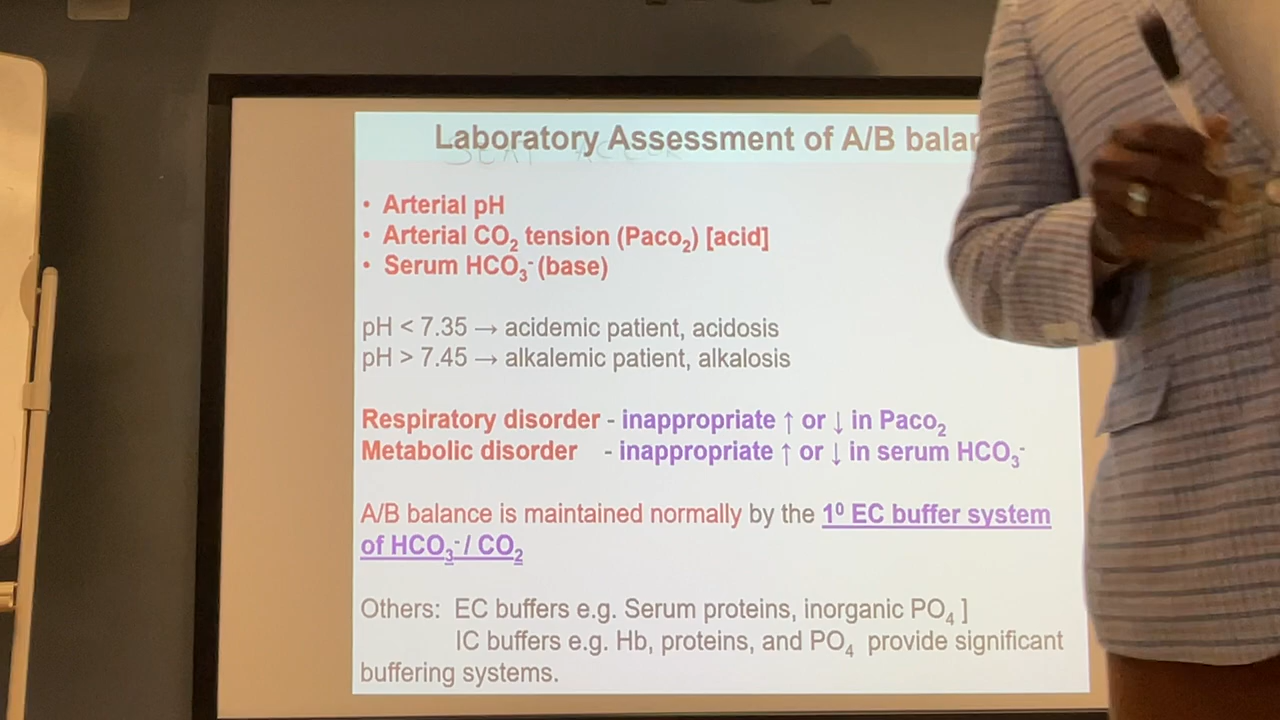 Laboratory Assessment of A/B
• Arterial pH
• Arterial CO₂ tension (Paco₂) [acid]
• Serum HCO₃⁻ (base)
pH < 7.35 → acidemic patient, acidosis
pH > 7.45 → alkalemic patient, alkalosis
Respiratory disorder - inappropriate ↑ or ↓ in Paco₂
Metabolic disorder - inappropriate ↑ or ↓ in serum HCO₃⁻
A/B balance is maintained normally by the 1⁰ EC buffer system
of HCO₃⁻ / CO₂
Others: EC buffers e.g. Serum proteins, inorganic PO₄ ]
IC buffers e.g. Hb, proteins, and PO₄ provide significant
buffering systems.